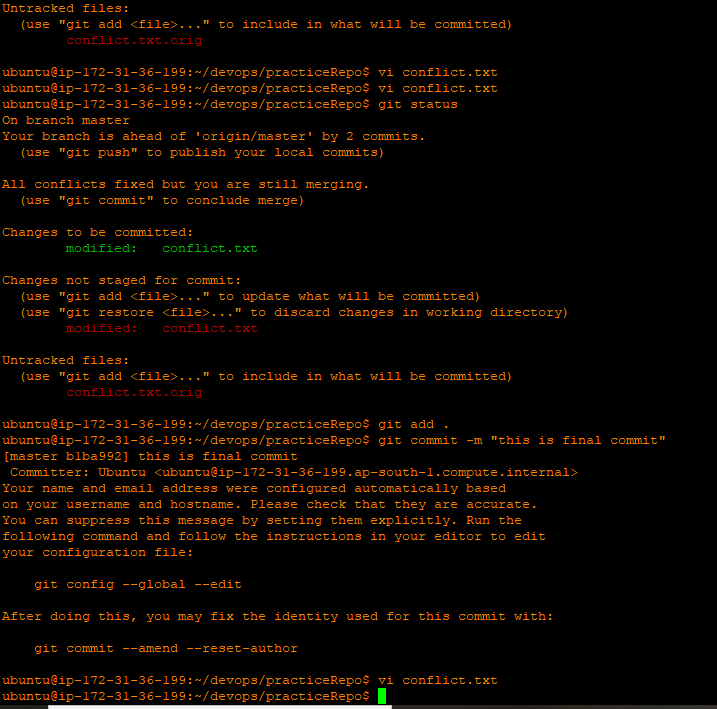 Untracked files:
  (use "git add <file>..." to include in what will be committed)
        conflict.txt.orig

ubuntu@ip-172-31-36-199:~/devops/practiceRepo$ vi conflict.txt
ubuntu@ip-172-31-36-199:~/devops/practiceRepo$ vi conflict.txt
ubuntu@ip-172-31-36-199:~/devops/practiceRepo$ git status
On branch master
Your branch is ahead of 'origin/master' by 2 commits.
  (use "git push" to publish your local commits)

All conflicts fixed but you are still merging.
  (use "git commit" to conclude merge)

Changes to be committed:
        modified:   conflict.txt

Changes not staged for commit:
  (use "git add <file>..." to update what will be committed)
  (use "git restore <file>..." to discard changes in working directory)
        modified:   conflict.txt

Untracked files:
  (use "git add <file>..." to include in what will be committed)
        conflict.txt.orig

ubuntu@ip-172-31-36-199:~/devops/practiceRepo$ git add .
ubuntu@ip-172-31-36-199:~/devops/practiceRepo$ git commit -m "this is final commit"
[master b1ba992] this is final commit
 Committer: Ubuntu <ubuntu@ip-172-31-36-199.ap-south-1.compute.internal>
Your name and email address were configured automatically based
on your username and hostname. Please check that they are accurate.
You can suppress this message by setting them explicitly. Run the
following command and follow the instructions in your editor to edit
your configuration file:

    git config --global --edit

After doing this, you may fix the identity used for this commit with:

    git commit --amend --reset-author

ubuntu@ip-172-31-36-199:~/devops/practiceRepo$ vi conflict.txt
ubuntu@ip-172-31-36-199:~/devops/practiceRepo$